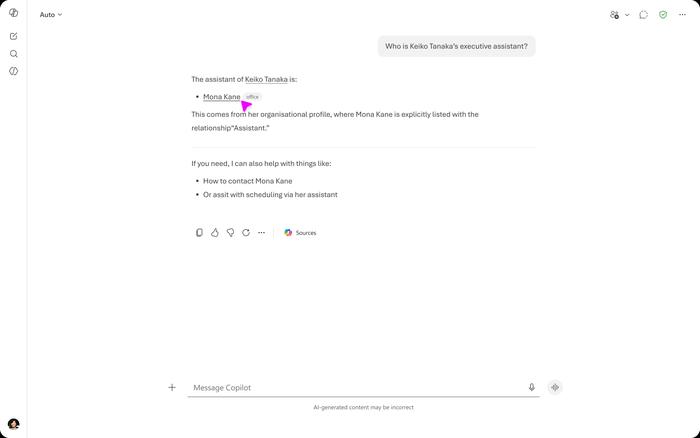 Auto
Who is Keiko Tanaka's executive assistant?
The assistant of Keiko Tanaka is:
• Mona Kane office
This comes from her organisational profile, where Mona Kane is explicitly listed with the
relationship"Assistant."
If you need, I can also help with things like:
• How to contact Mona Kane
• Or assit with scheduling via her assistant
Sources
Message Copilot
AI-generated content may be incorrect